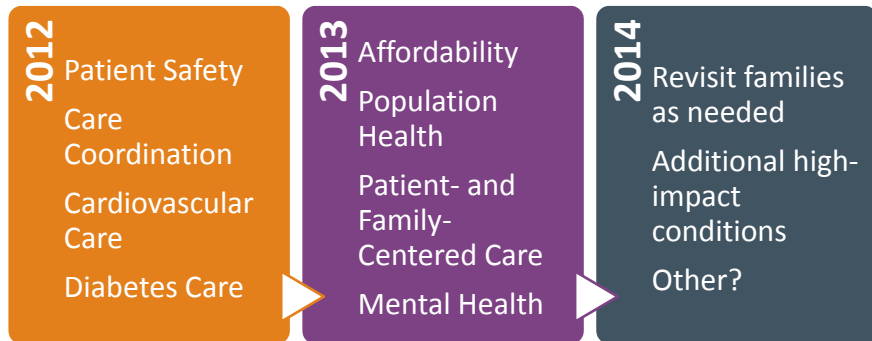 2012
Patient Safety
Care
Coordination
Cardiovascular
Care
Diabetes Care
2013
Affordability
Population
Health
Patient- and
Family-
Centered Care
Mental Health
2014
Revisit families
as needed
Additional high-
impact
conditions
Other?